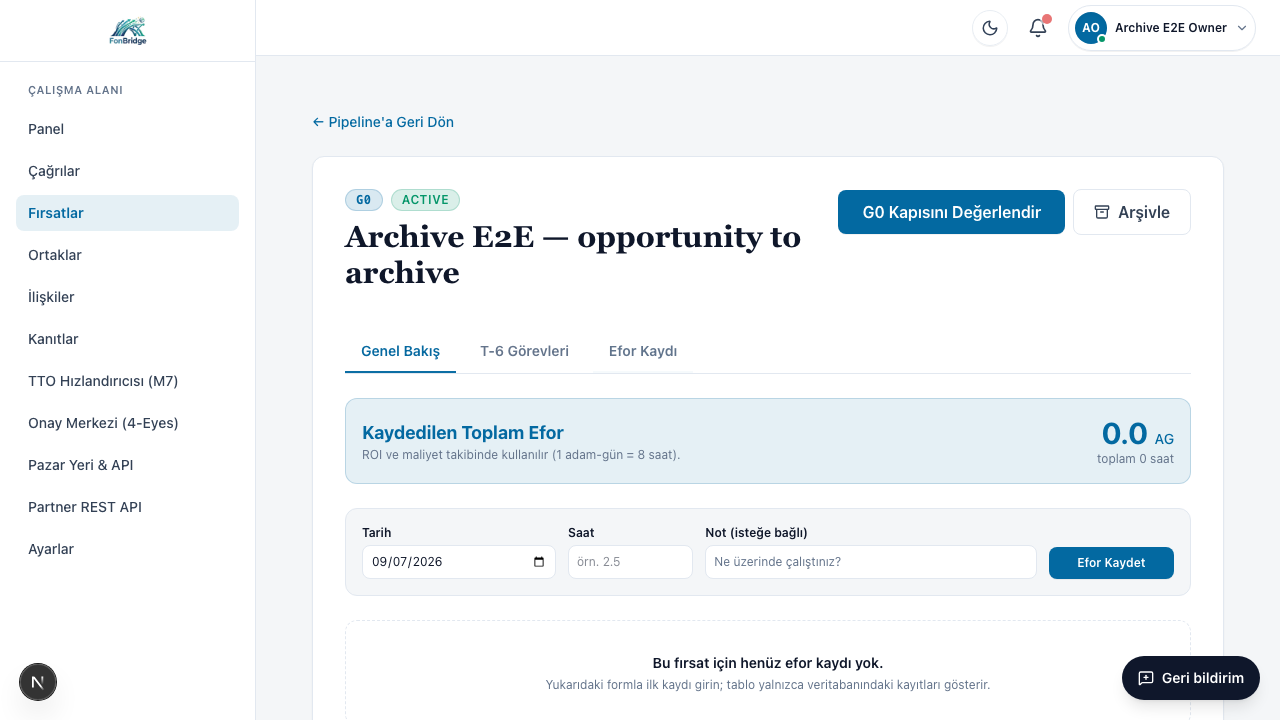 FonBridge
AO
Archive E2E Owner
ÇALIŞMA ALANI
Panel
Çağrılar
Fırsatlar
Ortaklar
İlişkiler
Kanıtlar
TTO Hızlandırıcısı (M7)
Onay Merkezi (4-Eyes)
Pazar Yeri & API
Partner REST API
Ayarlar
N
← Pipeline'a Geri Dön
G0
ACTIVE
Archive E2E — opportunity to
archive
G0 Kapısını Değerlendir
Arşivle
Genel Bakış
T-6 Görevleri
Efor Kaydı
Kaydedilen Toplam Efor
ROI ve maliyet takibinde kullanılır (1 adam-gün = 8 saat).
0.0 AG
toplam 0 saat
Tarih
09/07/2026
Saat
örn. 2.5
Not (isteğe bağlı)
Ne üzerinde çalıştınız?
Efor Kaydet
Bu fırsat için henüz efor kaydı yok.
Yukarıdaki formla ilk kaydı girin; tablo yalnızca veritabanındaki kayıtları gösterir.
Geri bildirim